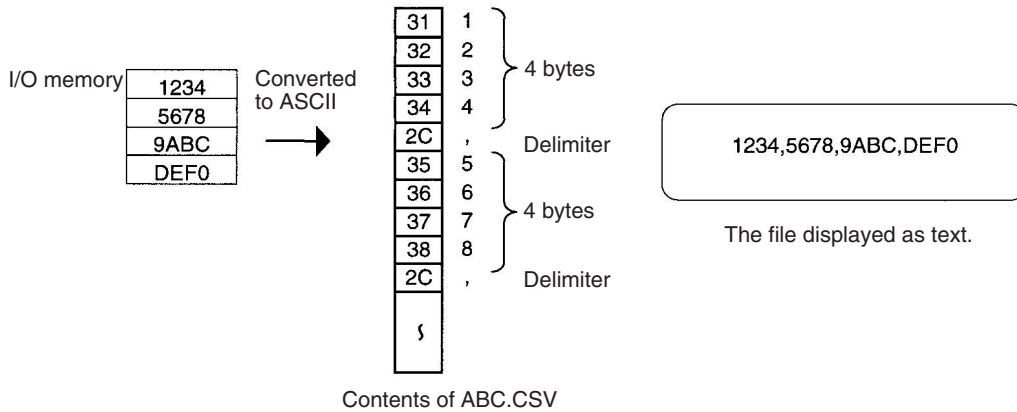 I/O memory
1234
5678
9ABC
DEF0
Converted
to ASCII
31 1
32 2
33 3
34 4
4 bytes
2C , Delimiter
35 5
36 6
37 7
38 8
4 bytes
2C , Delimiter
Contents of ABC.CSV
1234,5678,9ABC,DEF0
The file displayed as text.